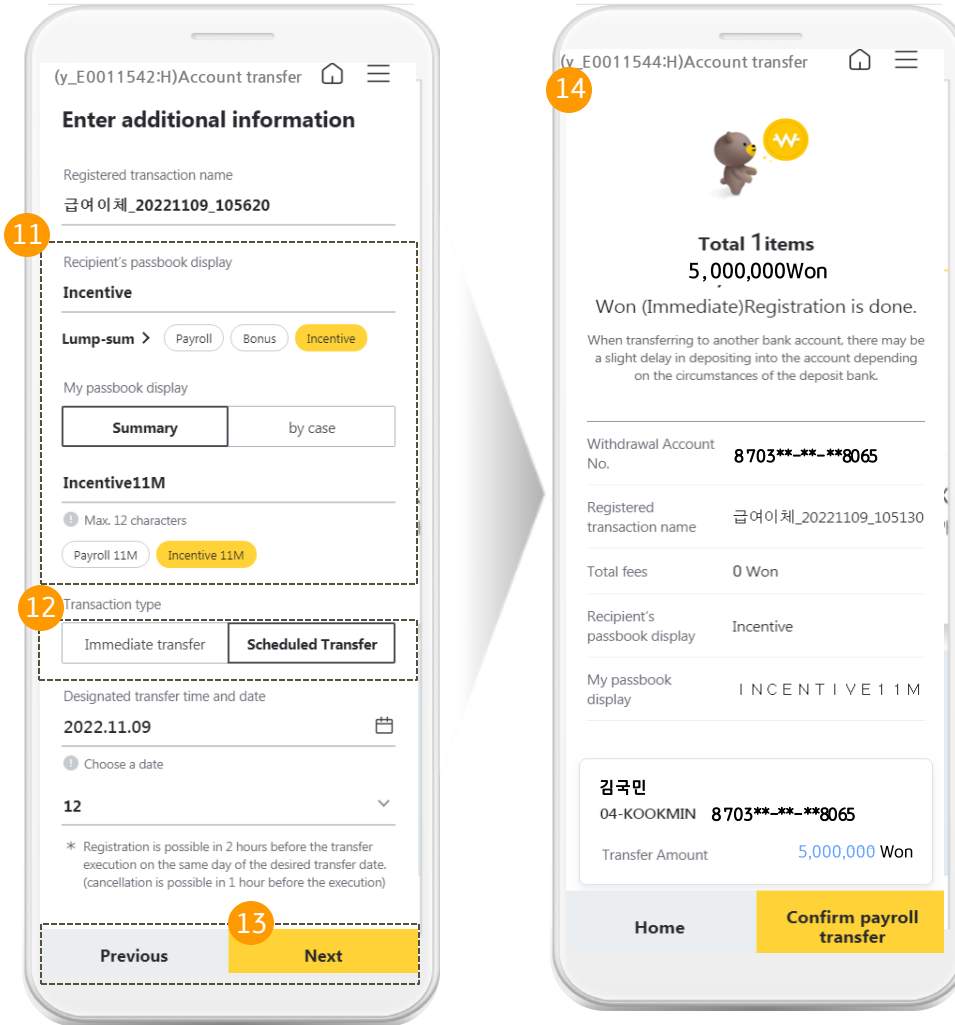 (y_E0011542:H)Account transfer
Enter additional information
Registered transaction name
급여이체_20221109_105620
11
Recipient's passbook display
Incentive
Lump-sum > Payroll Bonus Incentive
My passbook display
Summary by case
Incentive11M
! Max. 12 characters
Payroll 11M Incentive 11M
12
Transaction type
Immediate transfer Scheduled Transfer
Designated transfer time and date
2022.11.09
! Choose a date
12
* Registration is possible in 2 hours before the transfer
execution on the same day of the desired transfer date.
(cancellation is possible in 1 hour before the execution)
13
Previous Next
(y_E0011544:H)Account transfer
14
₩
Total 1items
5,000,000Won
Won (Immediate)Registration is done.
When transferring to another bank account, there may be
a slight delay in depositing into the account depending
on the circumstances of the deposit bank.
Withdrawal Account
No.
8703**-**-**8065
Registered
transaction name
급여이체_20221109_105130
Total fees 0 Won
Recipient's
passbook display
Incentive
My passbook
display
ＩＮＣＥＮＴＩＶＥ１１Ｍ
김국민
04-KOOKMIN 8703**-**-**8065
Transfer Amount 5,000,000 Won
Home
Confirm payroll
transfer